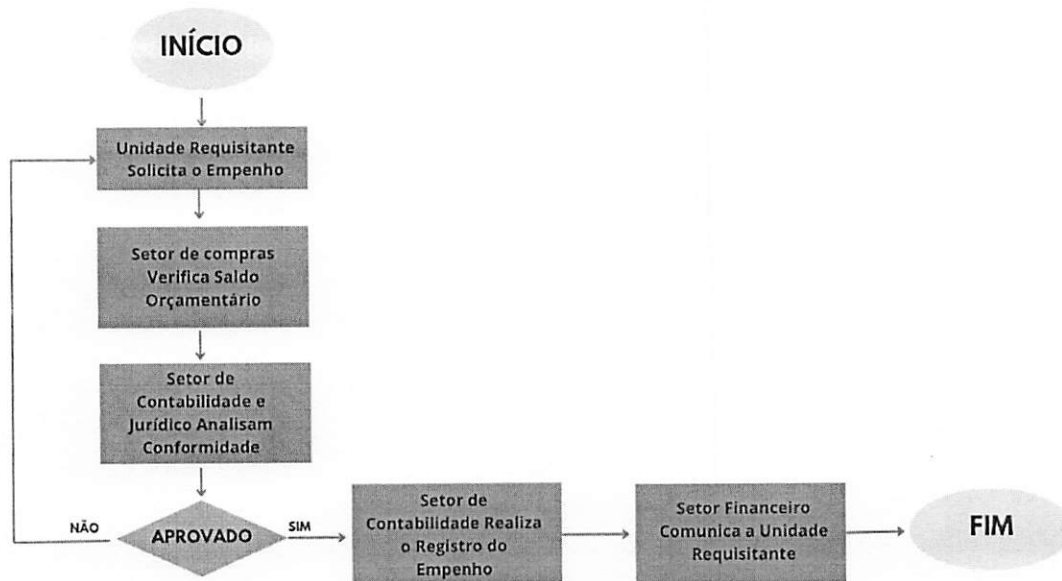 INÍCIO
Unidade Requisitante
Solicita o Empenho
Setor de compras
Verifica Saldo
Orçamentário
Setor de
Contabilidade e
Jurídico Analisam
Conformidade
NÃO
APROVADO
SIM
Setor de
Contabilidade Realiza
o Registro do
Empenho
Setor Financeiro
Comunica a Unidade
Requisitante
FIM